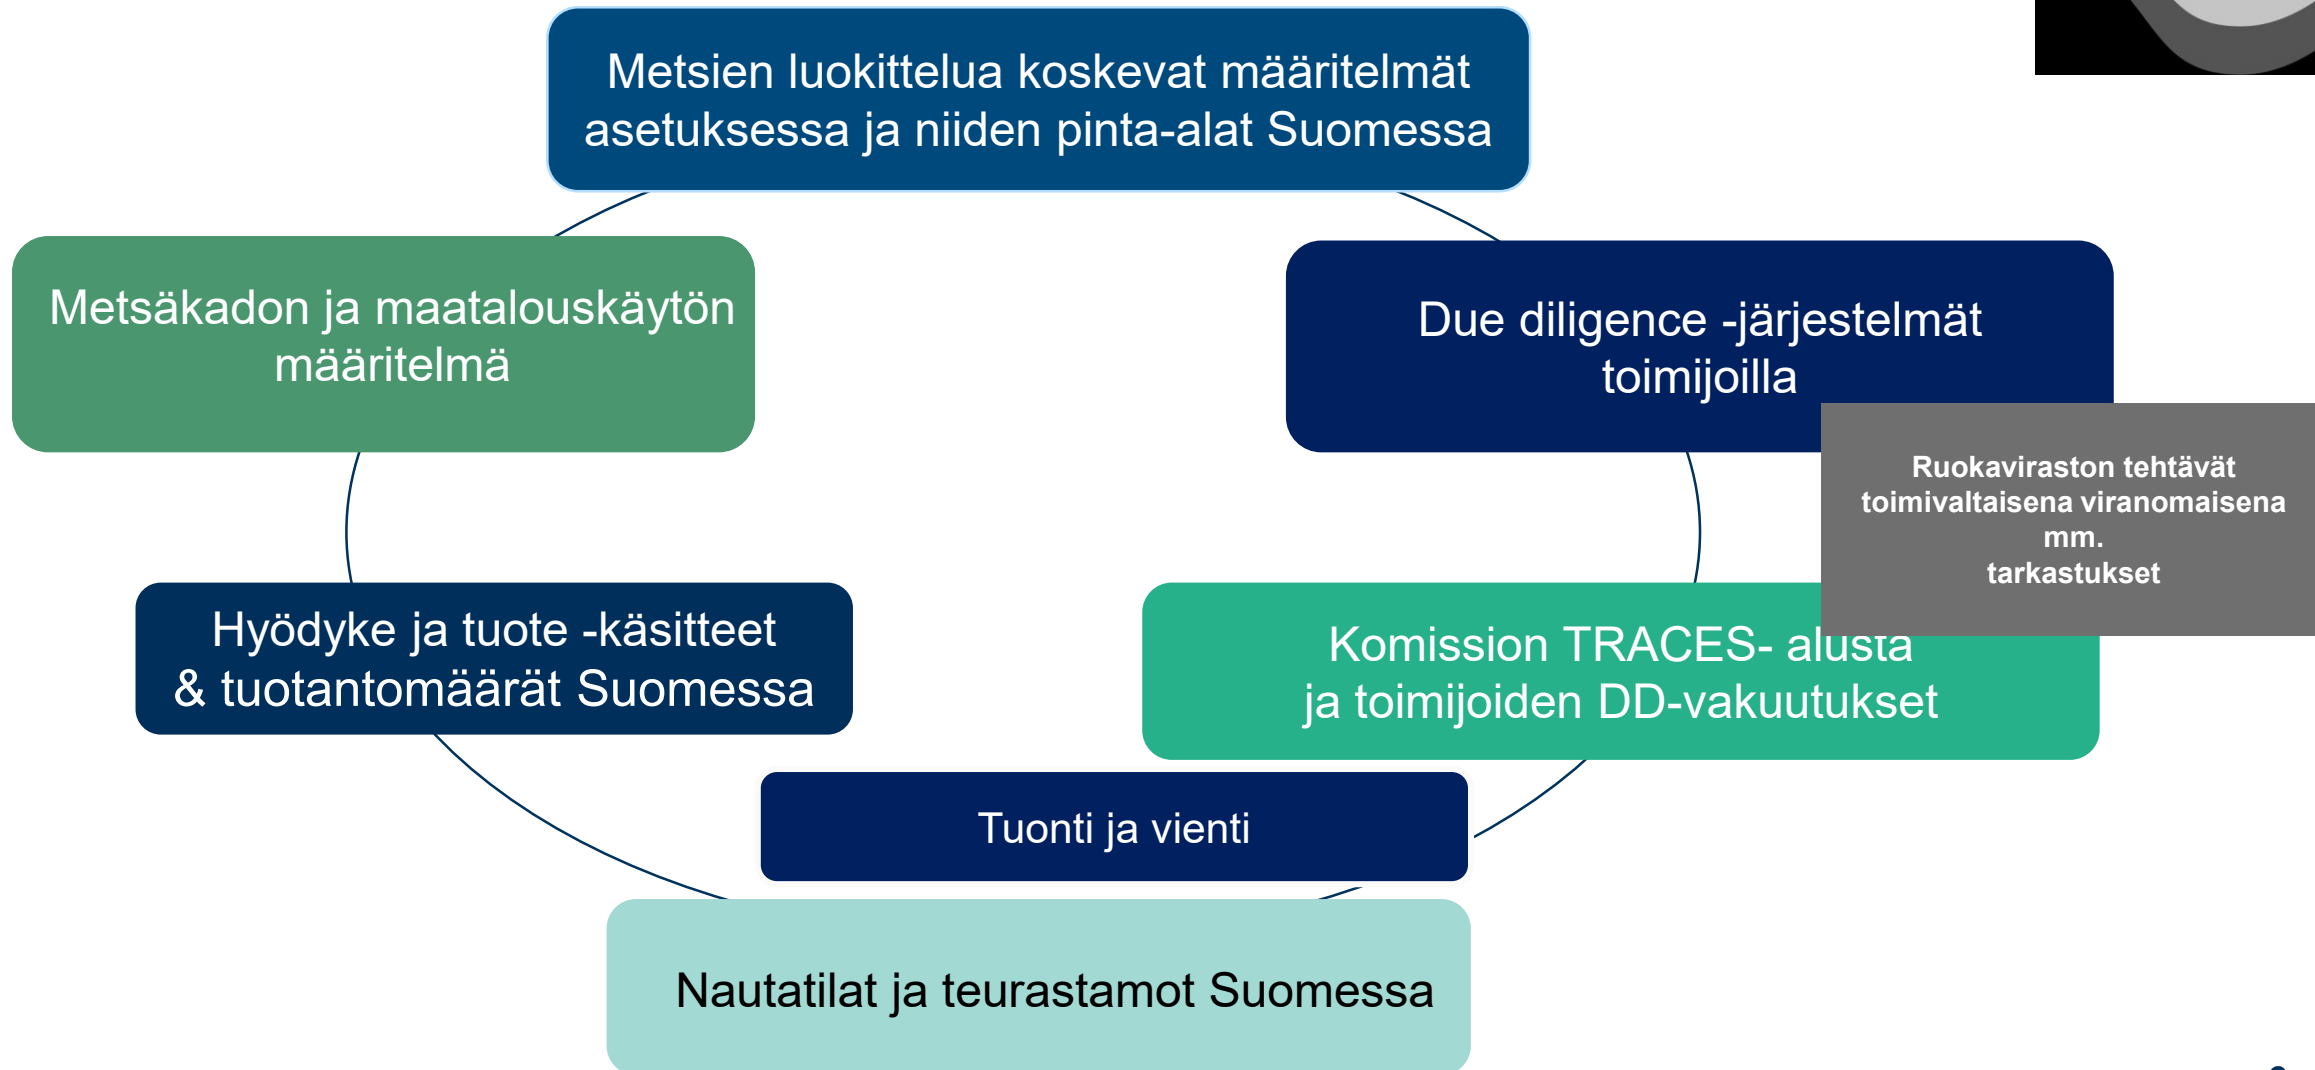 Metsien luokittelua koskevat määritelmät
asetuksessa ja niiden pinta-alat Suomessa
Metsäkadon ja maatalouskäytön
määritelmä
Due diligence -järjestelmät
toimijoilla
Ruokaviraston tehtävät
toimivaltaisena viranomaisena
mm.
tarkastukset
Hyödyke ja tuote -käsitteet
& tuotantomäärät Suomessa
Komission TRACES- alusta
ja toimijoiden DD-vakuutukset
Tuonti ja vienti
Nautatilat ja teurastamot Suomessa